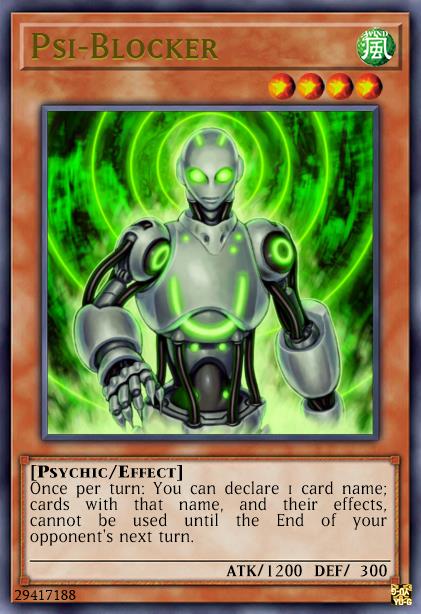 Psi-Blocker
WIND
風
[Psychic/Effect]
Once per turn: You can declare 1 card name;
cards with that name, and their effects,
cannot be used until the End of your
opponent's next turn.
ATK/1200 DEF/ 300
29417188